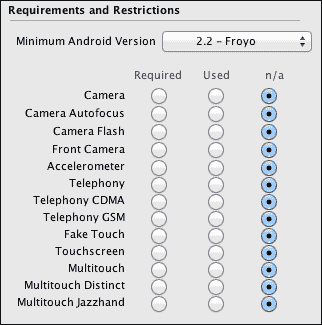 Requirements and Restrictions
Minimum Android Version 2.2 - Froyo
Required Used n/a
Camera
Camera Autofocus
Camera Flash
Front Camera
Accelerometer
Telephony
Telephony CDMA
Telephony GSM
Fake Touch
Touchscreen
Multitouch
Multitouch Distinct
Multitouch Jazzhand